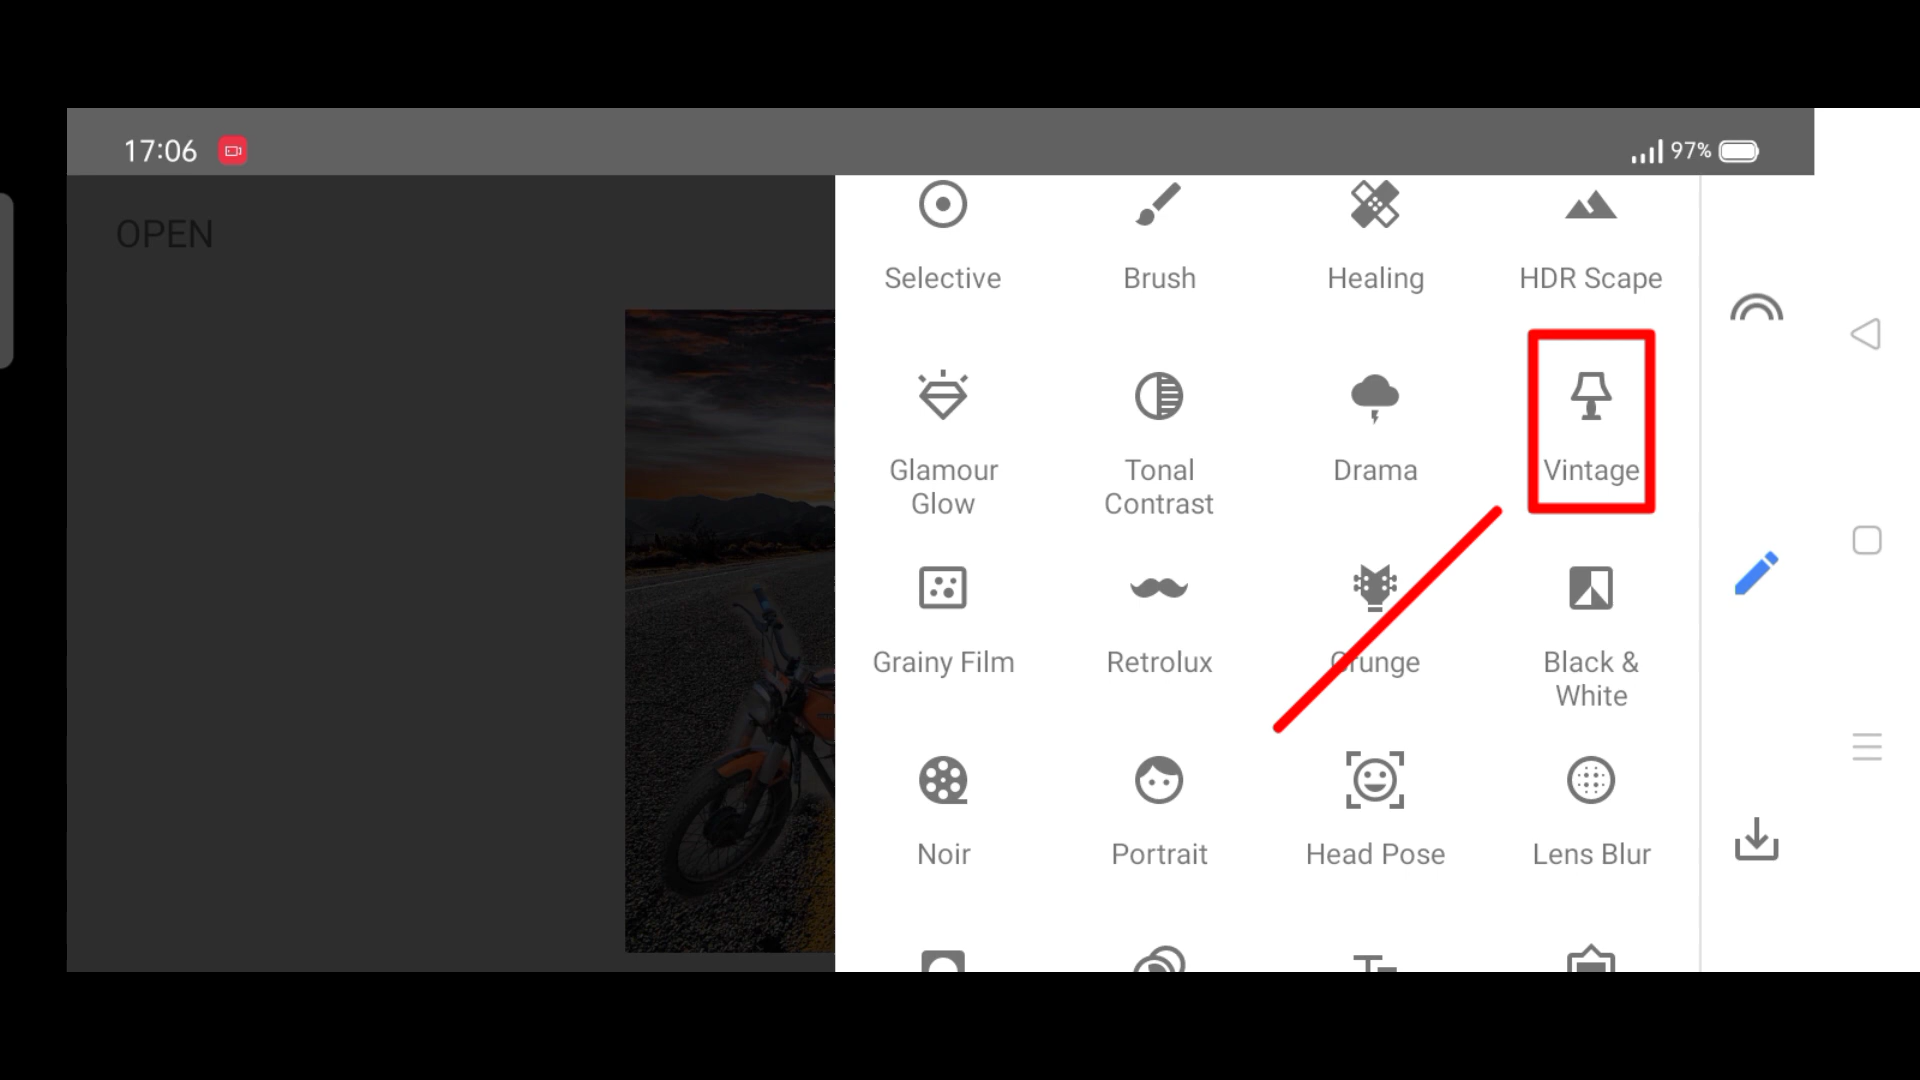 17:06
97%
OPEN
Selective
Brush
Healing
HDR Scape
Glamour
Glow
Tonal
Contrast
Drama
Vintage
Grainy Film
Retrolux
Grunge
Black &
White
Noir
Portrait
Head Pose
Lens Blur